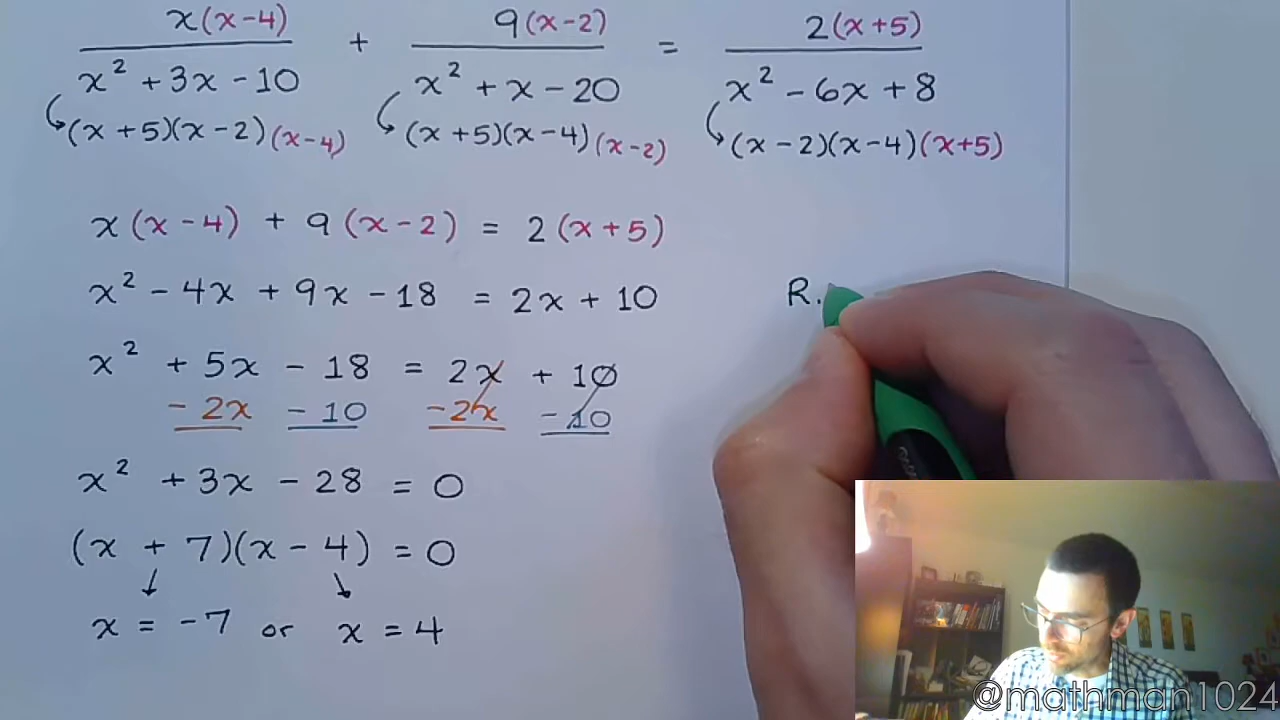 x(x-4) + 9(x-2) = 2(x+5)
x² + 3x - 10 x² + x - 20 x² - 6x + 8
(x+5)(x-2)(x-4) (x+5)(x-4)(x-2) (x-2)(x-4)(x+5)
x(x-4) + 9(x-2) = 2(x+5)
x² - 4x + 9x - 18 = 2x + 10
R.
x² + 5x - 18 = 2x + 10
-2x -10 -2x -10
x² + 3x - 28 = 0
(x + 7)(x - 4) = 0
x = -7 or x = 4
@mathman1024